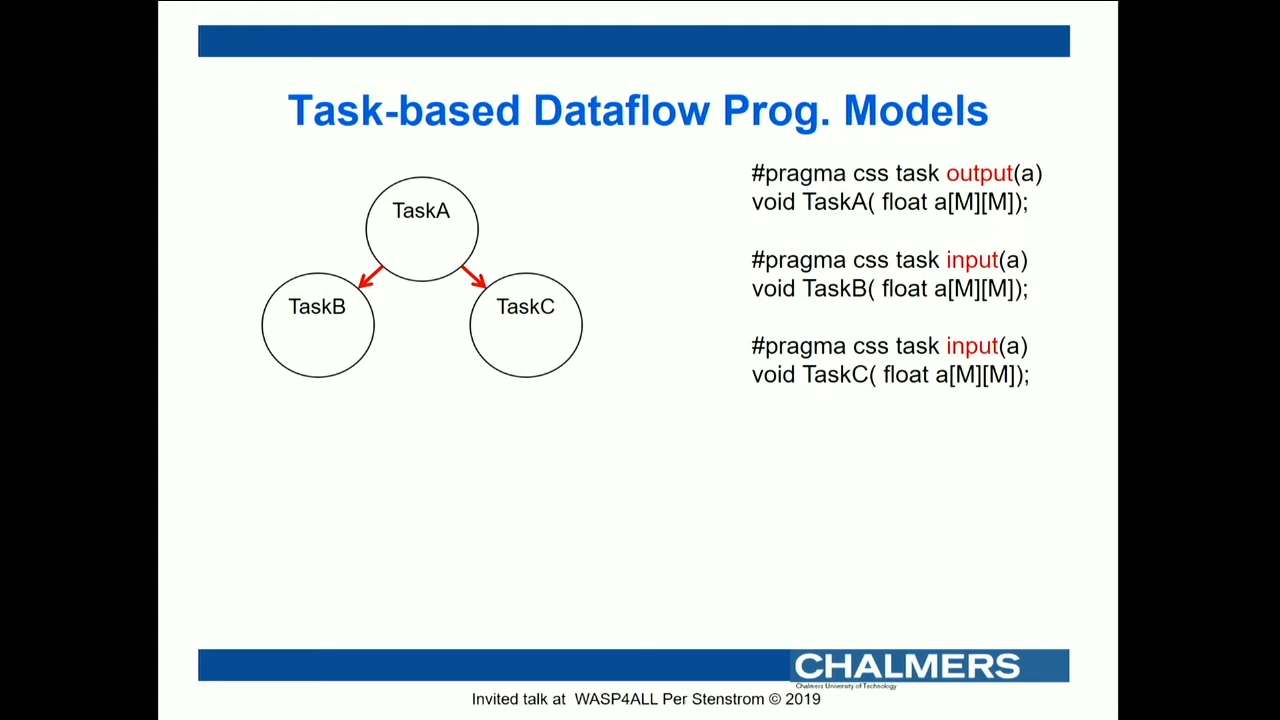 Task-based Dataflow Prog. Models
TaskA
TaskB
TaskC
#pragma css task output(a)
void TaskA( float a[M][M]);
#pragma css task input(a)
void TaskB( float a[M][M]);
#pragma css task input(a)
void TaskC( float a[M][M]);
CHALMERS
Chalmers University of Technology
Invited talk at WASP4ALL Per Stenstrom © 2019